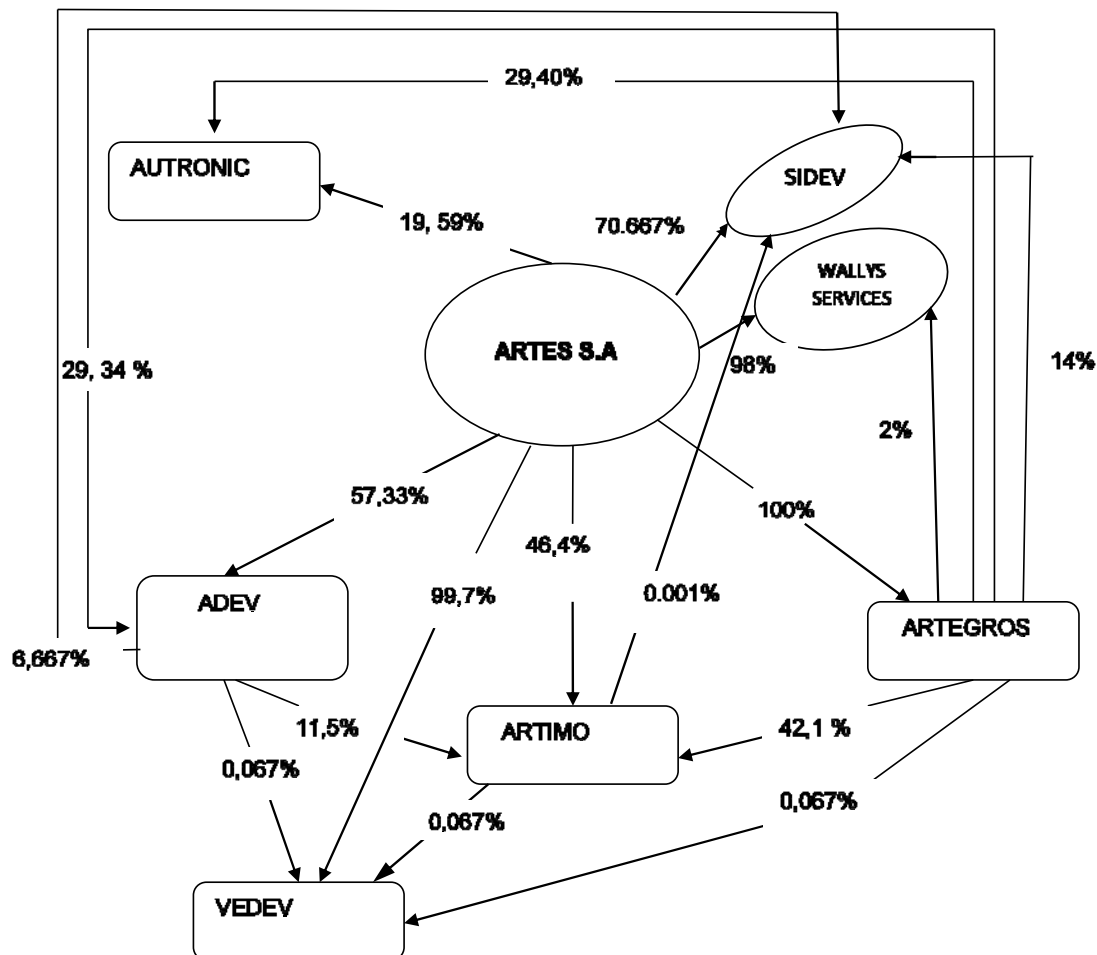 29,40%
AUTRONIC
SIDEV
19, 59%
70.667%
WALLYS
SERVICES
ARTES S.A
29, 34 %
98%
14%
2%
57,33%
100%
46,4%
99,7%
0.001%
ADEV
ARTEGROS
6,667%
11,5%
ARTIMO
42,1 %
0,067%
0,067%
0,067%
VEDEV